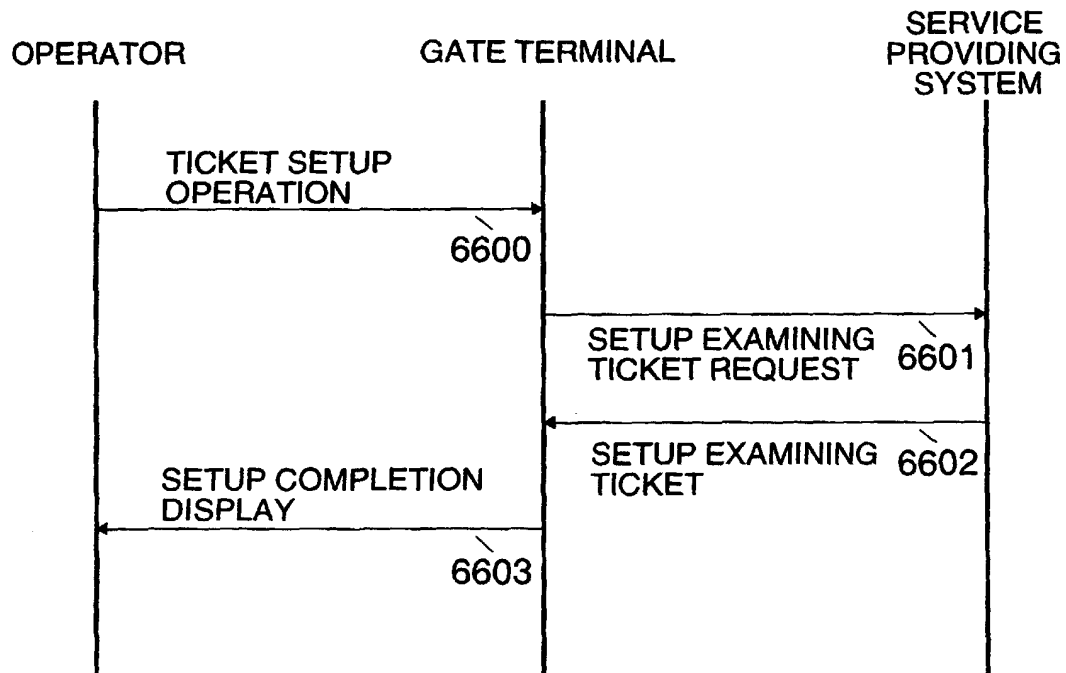 OPERATOR
GATE TERMINAL
SERVICE
PROVIDING
SYSTEM
TICKET SETUP
OPERATION
6600
SETUP EXAMINING
TICKET REQUEST
6601
SETUP EXAMINING
TICKET
6602
SETUP COMPLETION
DISPLAY
6603